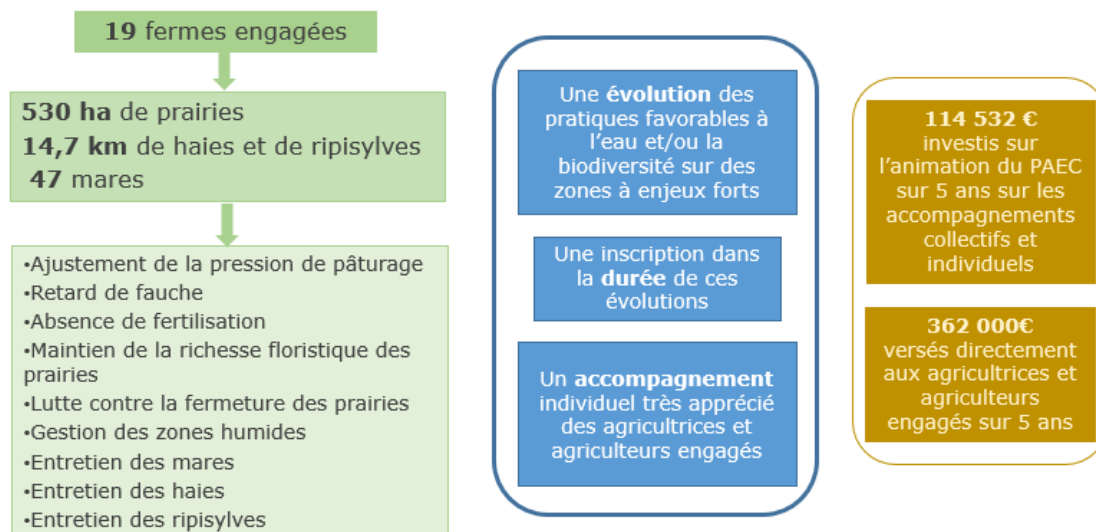 19 fermes engagées
530 ha de prairies
14,7 km de haies et de ripisylves
47 mares
•Ajustement de la pression de pâturage
•Retard de fauche
•Absence de fertilisation
•Maintien de la richesse floristique des
prairies
•Lutte contre la fermeture des prairies
•Gestion des zones humides
•Entretien des mares
•Entretien des haies
•Entretien des ripisylves
Une évolution des
pratiques favorables à
l'eau et/ou la
biodiversité sur des
zones à enjeux forts
Une inscription dans
la durée de ces
évolutions
Un accompagnement
individuel très apprécié
des agricultrices et
agriculteurs engagés
114 532 €
investis sur
l'animation du PAEC
sur 5 ans sur les
accompagnements
collectifs et
individuels
362 000€
versés directement
aux agricultrices et
agriculteurs
engagés sur 5 ans